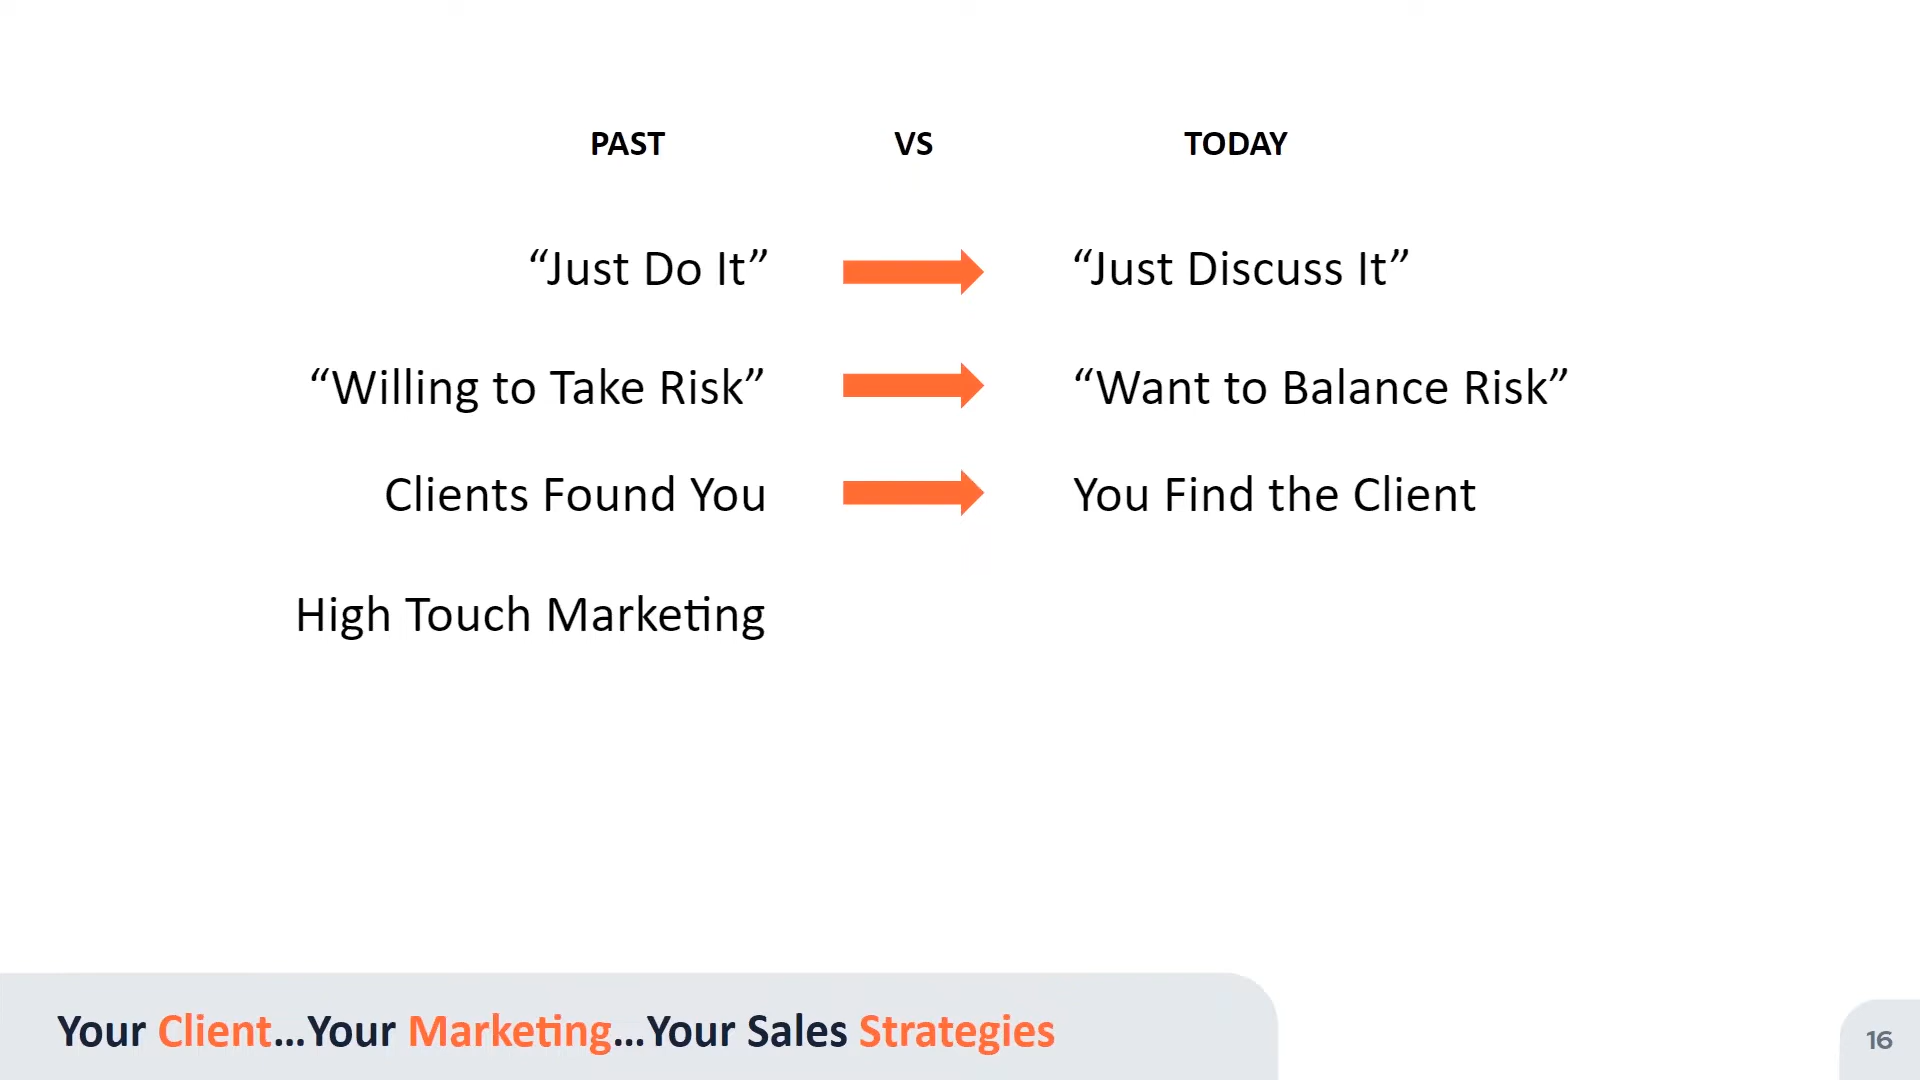 PAST VS TODAY
“Just Do It” “Just Discuss It”
“Willing to Take Risk” “Want to Balance Risk”
Clients Found You You Find the Client
High Touch Marketing
Your Client...Your Marketing...Your Sales Strategies
16